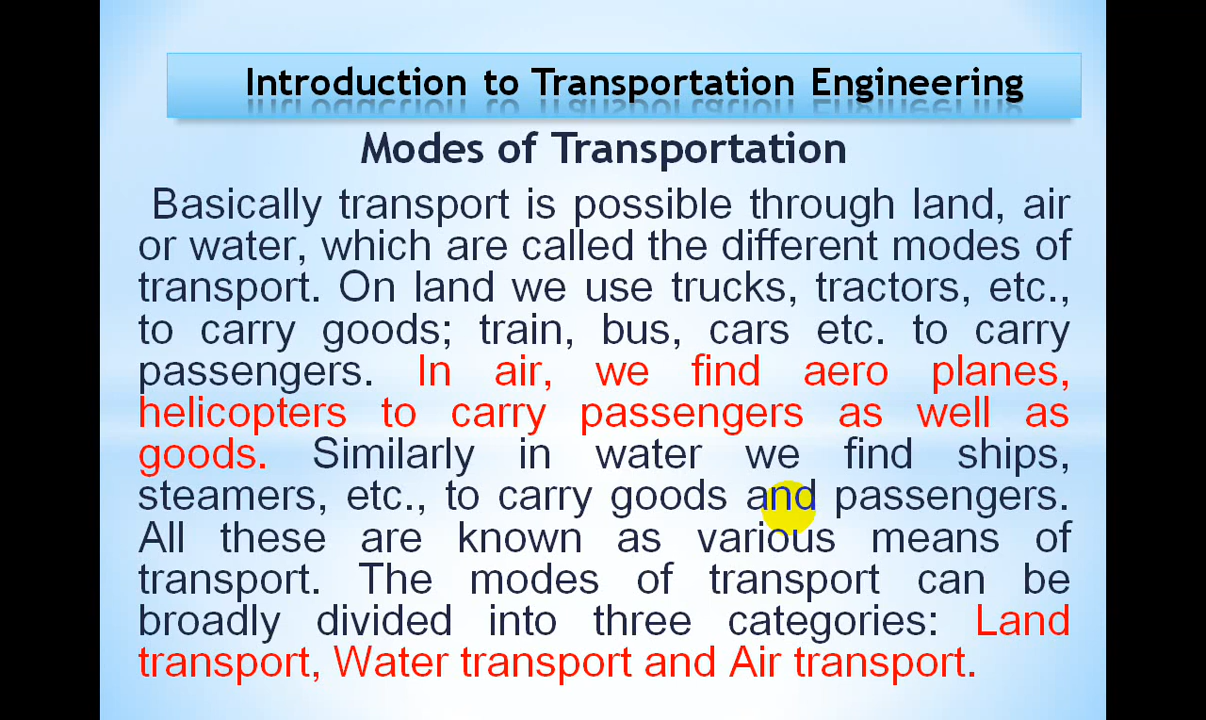 Introduction to Transportation Engineering
Modes of Transportation
Basically transport is possible through land, air
or water, which are called the different modes of
transport. On land we use trucks, tractors, etc.,
to carry goods; train, bus, cars etc. to carry
passengers. In air, we find aero planes,
helicopters to carry passengers as well as
goods. Similarly in water we find ships,
steamers, etc., to carry goods and passengers.
All these are known as various means of
transport. The modes of transport can be
broadly divided into three categories: Land
transport, Water transport and Air transport.